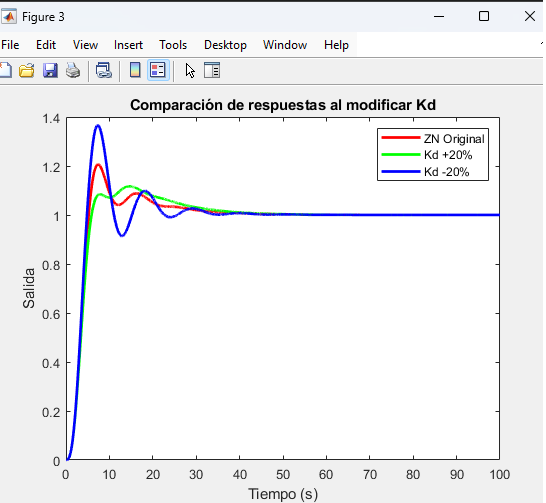 Figure 3
File Edit View Insert Tools Desktop Window Help
Comparación de respuestas al modificar Kd
ZN Original
Kd +20%
Kd -20%
1.4
1.2
1
0.8
0.6
0.4
0.2
0
Salida
0 10 20 30 40 50 60 70 80 90 100
Tiempo (s)